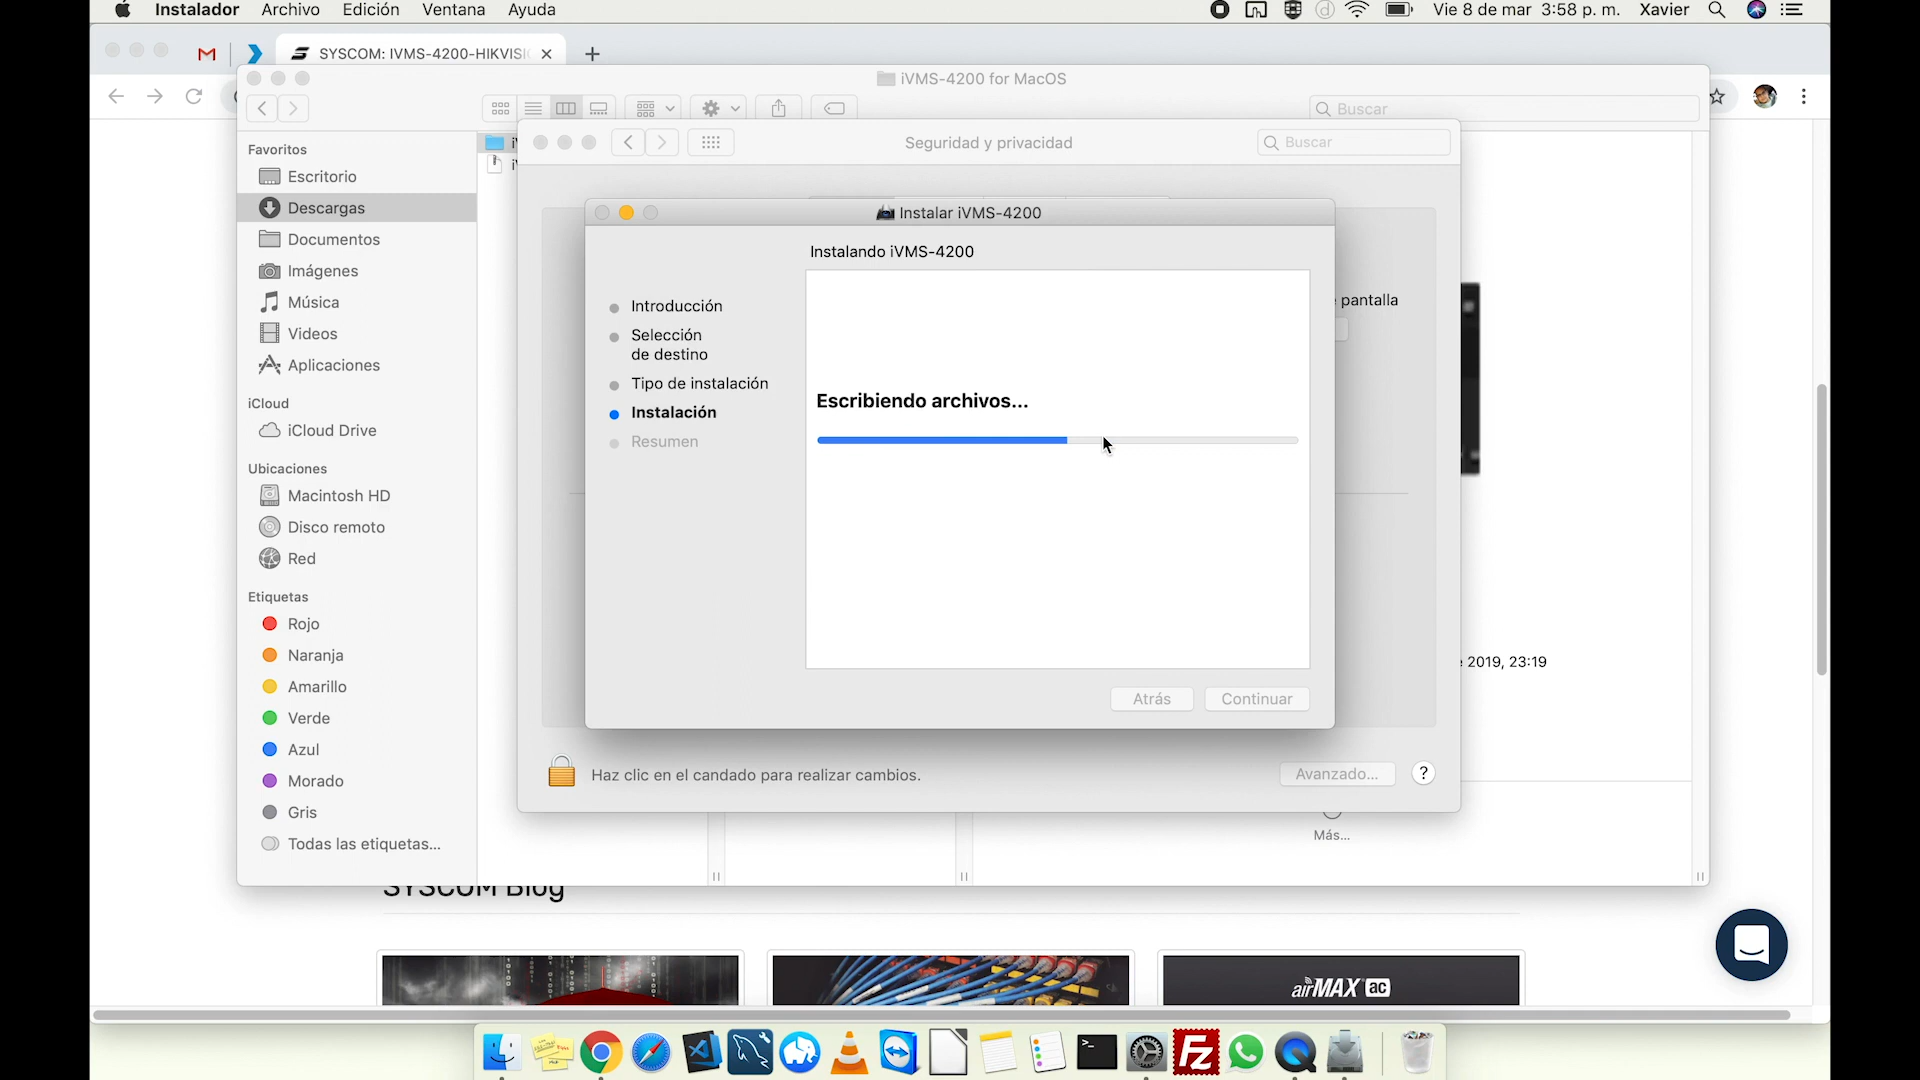 Instalador Archivo Edición Ventana Ayuda
Vie 8 de mar 3:58 p. m. Xavier
SYSCOM: IVMS-4200-HIKVISI
iVMS-4200 for MacOS
Buscar
Seguridad y privacidad
Buscar
Favoritos
Escritorio
Descargas
Documentos
Imágenes
Música
Videos
Aplicaciones
iCloud
iCloud Drive
Ubicaciones
Macintosh HD
Disco remoto
Red
Etiquetas
Rojo
Naranja
Amarillo
Verde
Azul
Morado
Gris
Todas las etiquetas...
Instalar iVMS-4200
Instalando iVMS-4200
Introducción
Selección
de destino
Tipo de instalación
Instalación
Resumen
Escribiendo archivos...
Atrás Continuar
pantalla
2019, 23:19
Haz clic en el candado para realizar cambios.
Avanzado... ?
Más...
SYSCOM Blog
airMAX ac